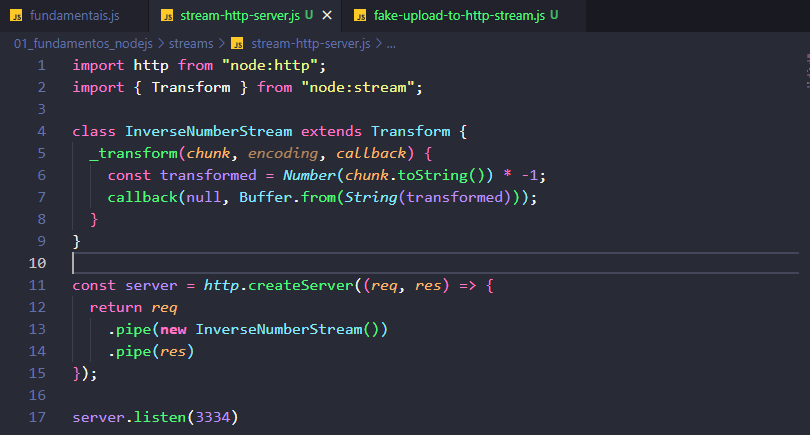 JS fundamentais.js JS stream-http-server.js U × JS fake-upload-to-http-stream.js U
01_fundamentos_nodejs > streams > JS stream-http-server.js > ...
1 import http from "node:http";
2 import { Transform } from "node:stream";
3
4 class InverseNumberStream extends Transform {
5 _transform(chunk, encoding, callback) {
6 const transformed = Number(chunk.toString()) * -1;
7 callback(null, Buffer.from(String(transformed)));
8 }
9 }
10
11 const server = http.createServer((req, res) => {
12 return req
13 .pipe(new InverseNumberStream())
14 .pipe(res)
15 });
16
17 server.listen(3334)